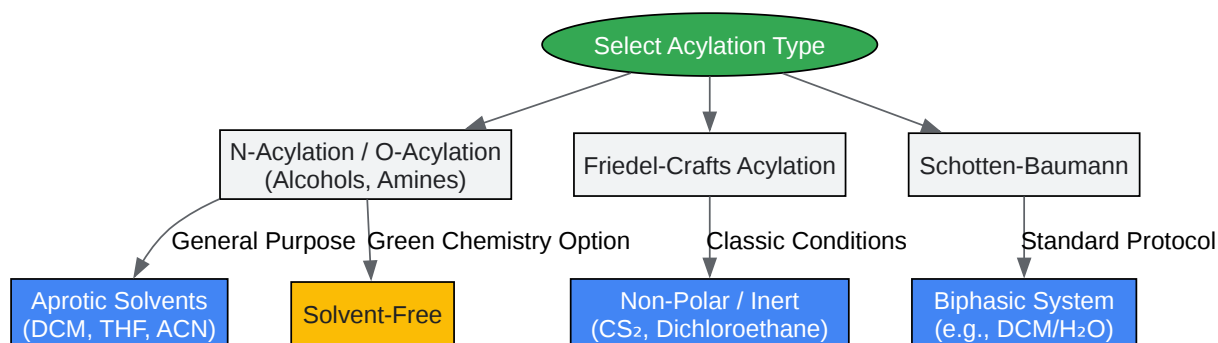 Select Acylation Type
N-Acylation / O-Acylation
(Alcohols, Amines)
Friedel-Crafts Acylation
Schotten-Baumann
General Purpose
Green Chemistry Option
Classic Conditions
Standard Protocol
Aprotic Solvents
(DCM, THF, ACN)
Solvent-Free
Non-Polar / Inert
(CS₂, Dichloroethane)
Biphasic System
(e.g., DCM/H₂O)